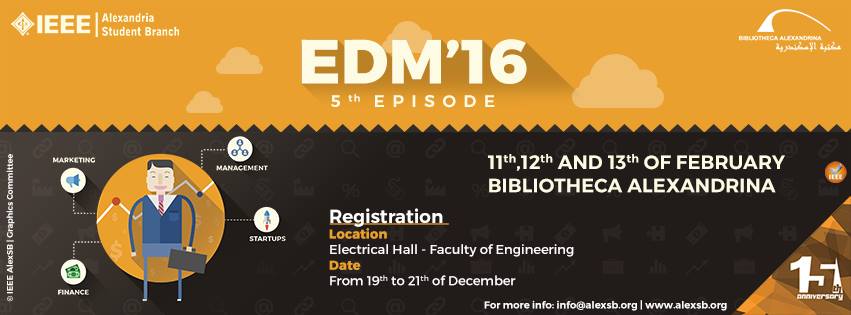 IEEE
Alexandria
Student Branch
BIBLIOTHECA ALEXANDRINA
مكتبة الإسكندرية
EDM'16
5th EPISODE
MARKETING
MANAGEMENT
STARTUPS
FINANCE
11th,12th AND 13th OF FEBRUARY
BIBLIOTHECA ALEXANDRINA
IEEE
Registration
Location
Electrical Hall - Faculty of Engineering
Date
From 19th to 21th of December
15th
anniversary
For more info: info@alexsb.org | www.alexsb.org
© IEEE AlexSB | Graphics Committee